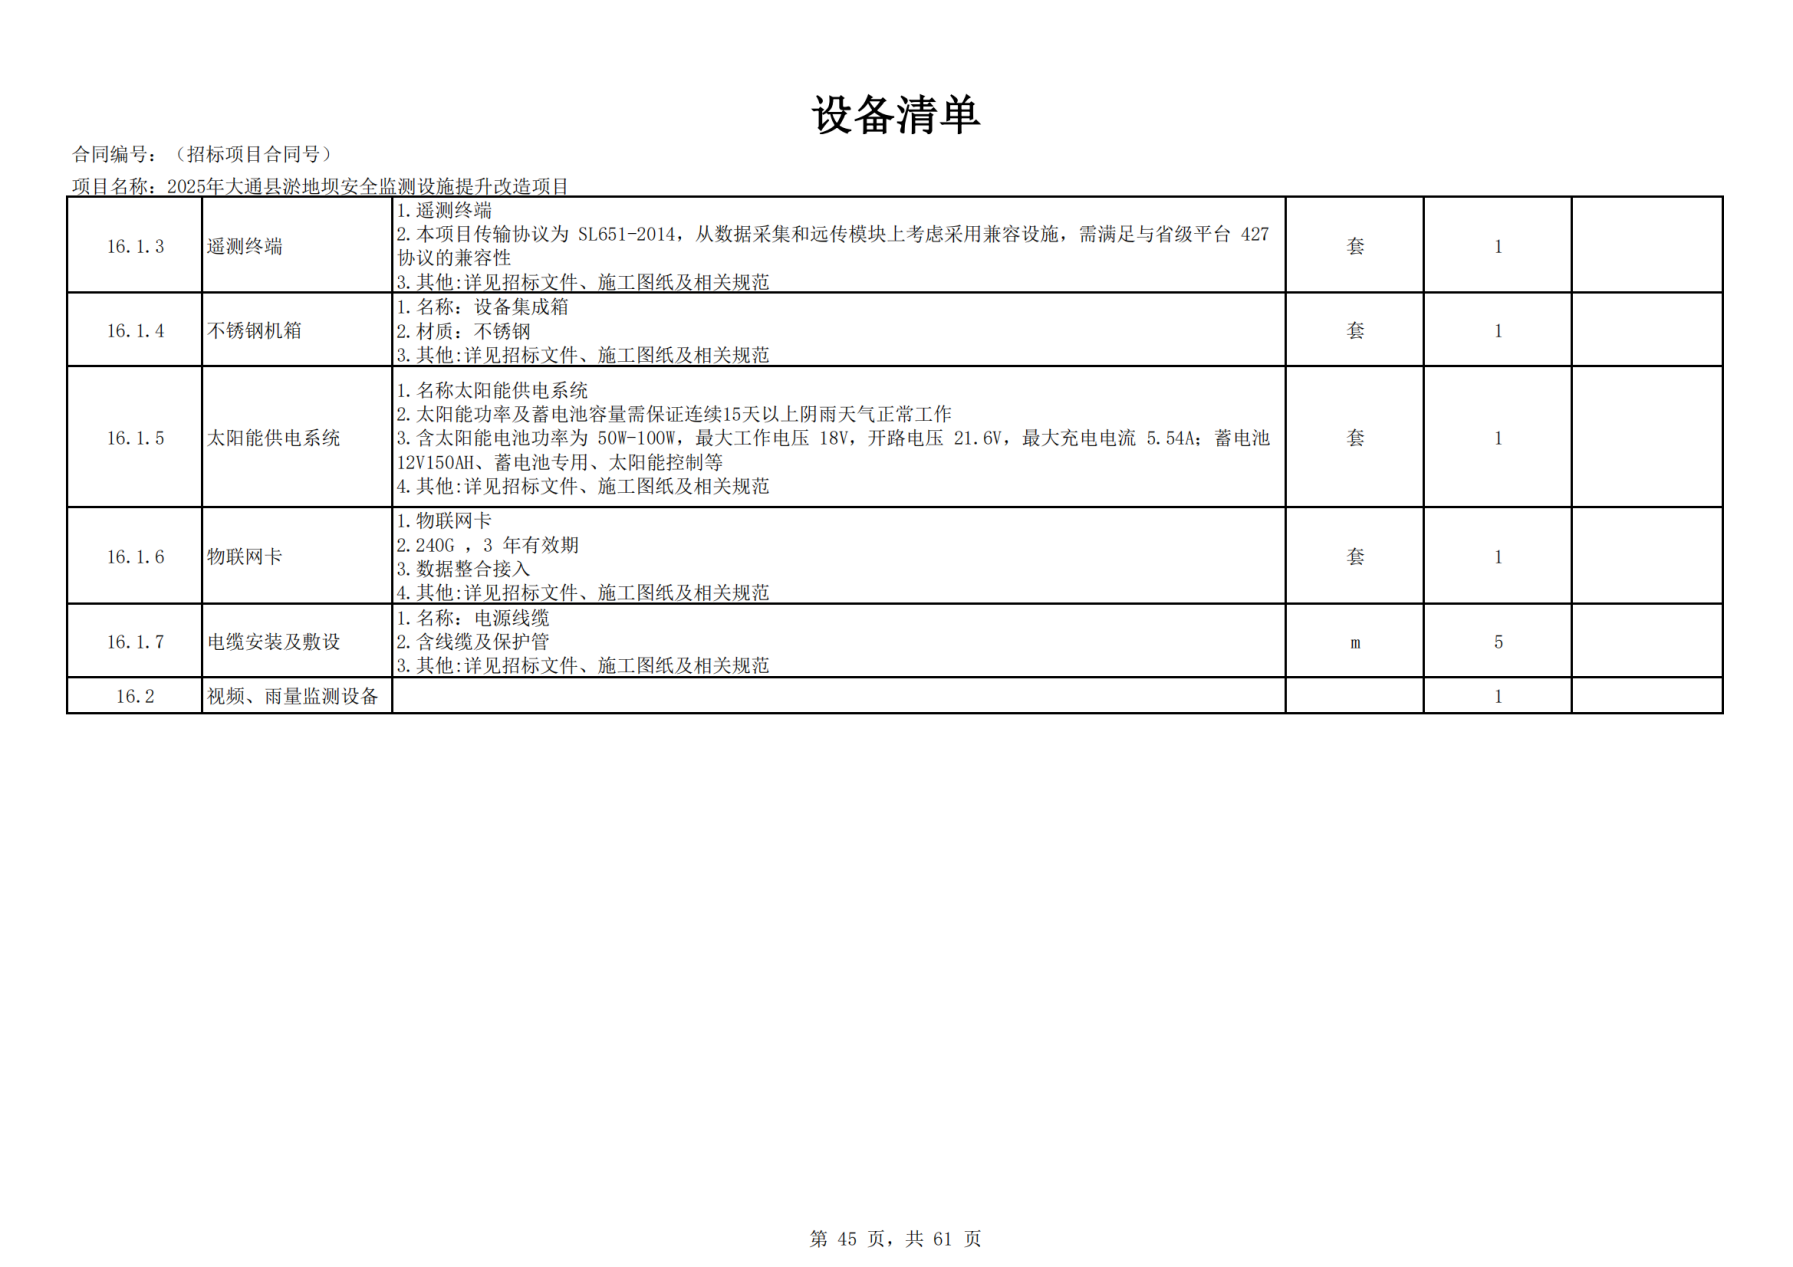 设备清单
合同编号：（招标项目合同号）
项目名称：2025年大通县淤地坝安全监测设施提升改造项目
16.1.3 遥测终端 1.遥测终端
2.本项目传输协议为 SL651-2014，从数据采集和远传模块上考虑采用兼容设施，需满足与省级平台 427
协议的兼容性
3.其他:详见招标文件、施工图纸及相关规范 套 1
16.1.4 不锈钢机箱 1.名称：设备集成箱
2.材质：不锈钢
3.其他:详见招标文件、施工图纸及相关规范 套 1
16.1.5 太阳能供电系统 1.名称太阳能供电系统
2.太阳能功率及蓄电池容量需保证连续15天以上阴雨天气正常工作
3.含太阳能电池功率为 50W-100W，最大工作电压 18V，开路电压 21.6V，最大充电电流 5.54A；蓄电池
12V150AH、蓄电池专用、太阳能控制等
4.其他:详见招标文件、施工图纸及相关规范 套 1
16.1.6 物联网卡 1.物联网卡
2.240G ，3 年有效期
3.数据整合接入
4.其他:详见招标文件、施工图纸及相关规范 套 1
16.1.7 电缆安装及敷设 1.名称：电源线缆
2.含线缆及保护管
3.其他:详见招标文件、施工图纸及相关规范 m 5
16.2 视频、雨量监测设备 1
第 45 页，共 61 页